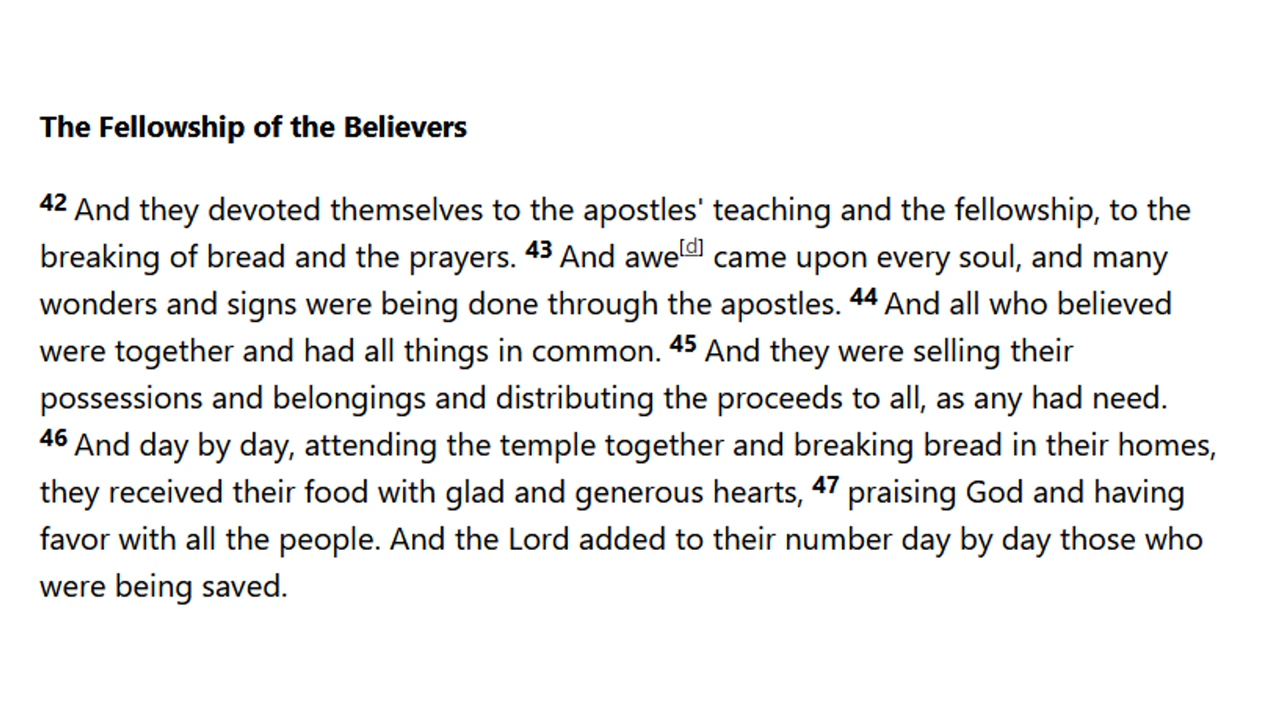 The Fellowship of the Believers
42 And they devoted themselves to the apostles' teaching and the fellowship, to the
breaking of bread and the prayers. 43 And awe[d] came upon every soul, and many
wonders and signs were being done through the apostles. 44 And all who believed
were together and had all things in common. 45 And they were selling their
possessions and belongings and distributing the proceeds to all, as any had need.
46 And day by day, attending the temple together and breaking bread in their homes,
they received their food with glad and generous hearts, 47 praising God and having
favor with all the people. And the Lord added to their number day by day those who
were being saved.